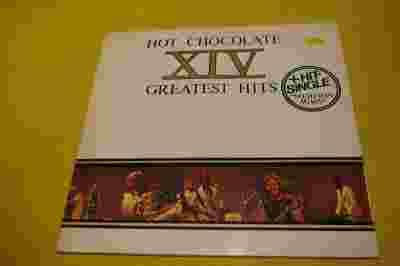 HOT CHOCOLATE
XIV
GREATEST HITS
+ HIT
SINGLE